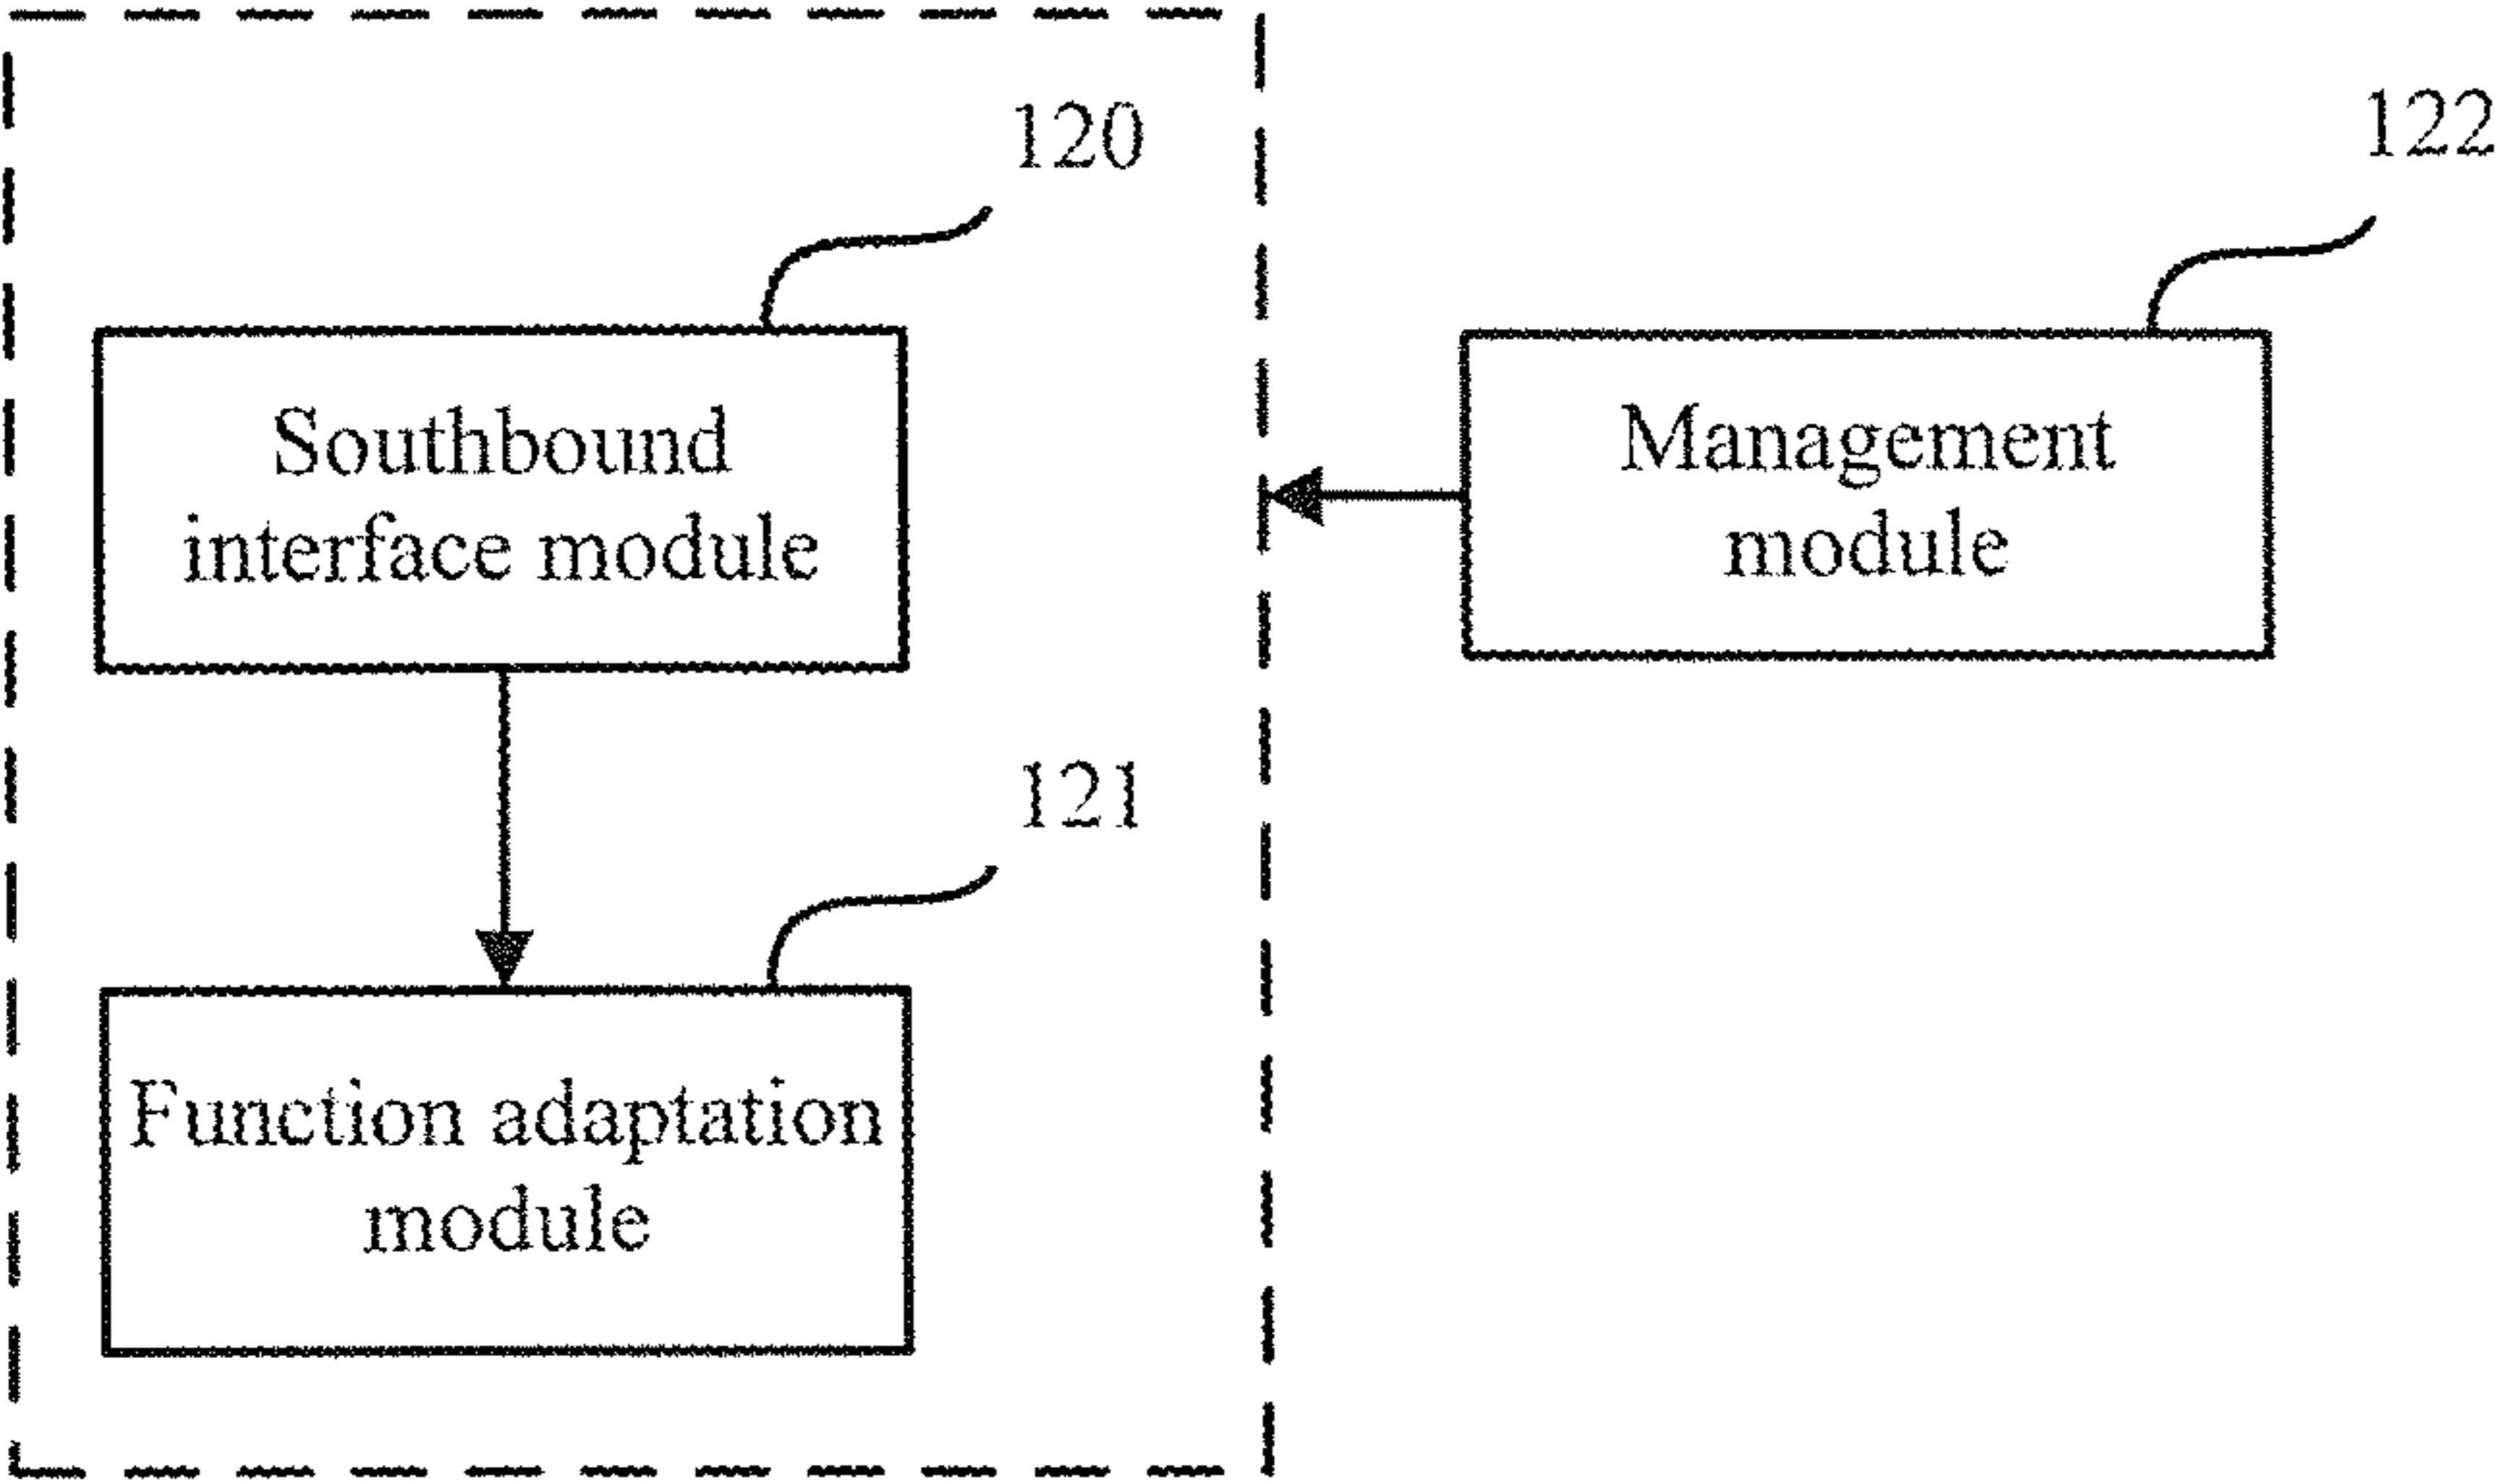 120
122
Southbound
interface module
Management
module
121
Function adaptation
module